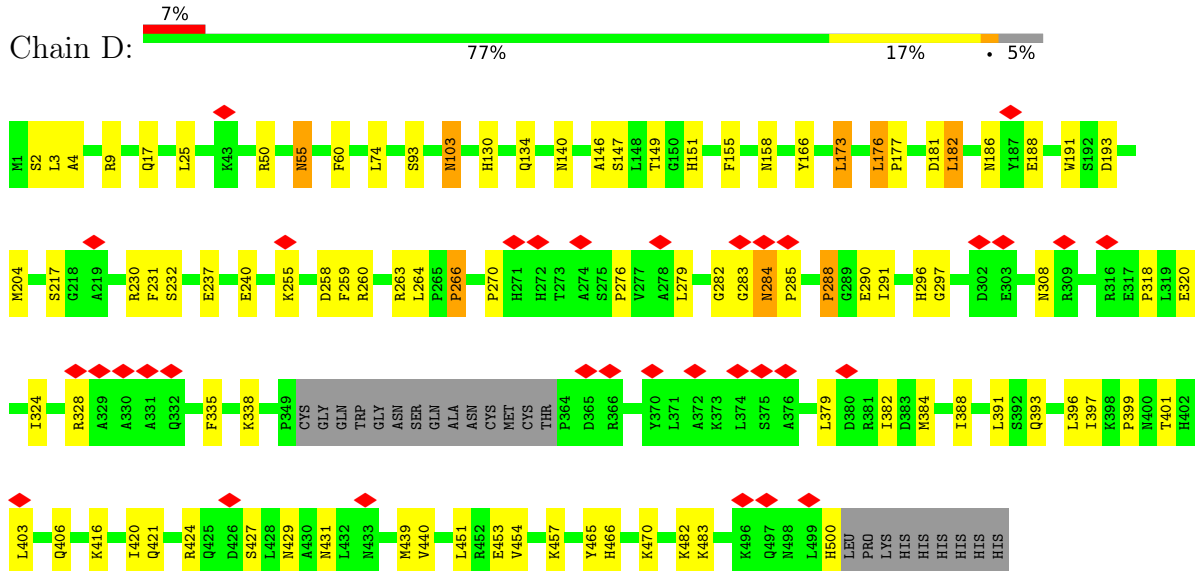 7%
Chain D:
77% 17% • 5%
M1 S2 L3 A4 R9 Q17 L25 K43 R50 N55 F60 L74 S93 N103 H130 Q134 N140 A146 S147 L148 T149 G150 H151 F155 N158 Y166 L173 L176 P177 D181 L182 N186 Y187 E188 W191 S192 D193
M204 S217 G218 A219 R230 F231 S232 E237 E240 K255 D258 F259 R260 R263 L264 P265 P266 P270 H271 H272 T273 A274 S275 P276 V277 A278 L279 G282 G283 N284 P285 P288 G289 E290 I291 H296 G297 D302 E303 N308 R309 R316 E317 P318 L319 E320
I324 R328 A329 A330 A331 Q332 F335 K338 P349 CYS GLY GLN TRP GLY ASN SER GLN ALA ASN CYS MET CYS THR P364 D365 R366 Y370 L371 A372 K373 L374 S375 A376 L379 D380 R381 I382 D383 M384 I388 L391 S392 Q393 L396 I397 K398 P399 N400 T401 H402
L403 Q406 K416 I420 Q421 R424 Q425 D426 S427 L428 N429 A430 N431 L432 N433 M439 V440 L451 R452 E453 V454 K457 Y465 H466 K470 K482 K483 K496 Q497 N498 L499 H500 LEU PRO LYS HIS HIS HIS HIS HIS HIS